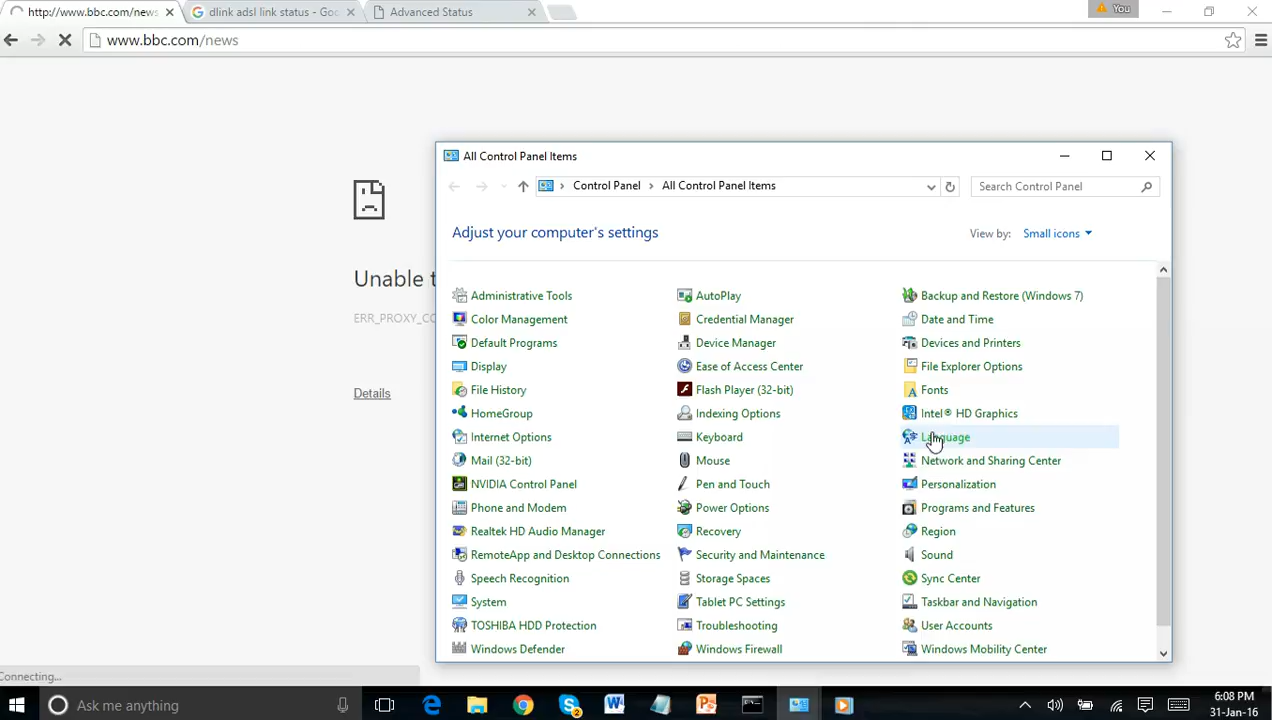 http://www.bbc.com/news
dlink adsl link status - Goo
Advanced Status
You
www.bbc.com/news
All Control Panel Items
Control Panel
All Control Panel Items
Search Control Panel
Adjust your computer's settings
View by:
Small icons
Unable t
ERR_PROXY_CO
Details
Administrative Tools
AutoPlay
Backup and Restore (Windows 7)
Color Management
Credential Manager
Date and Time
Default Programs
Device Manager
Devices and Printers
Display
Ease of Access Center
File Explorer Options
File History
Flash Player (32-bit)
Fonts
HomeGroup
Indexing Options
Intel® HD Graphics
Internet Options
Keyboard
Language
Mail (32-bit)
Mouse
Network and Sharing Center
NVIDIA Control Panel
Pen and Touch
Personalization
Phone and Modem
Power Options
Programs and Features
Realtek HD Audio Manager
Recovery
Region
RemoteApp and Desktop Connections
Security and Maintenance
Sound
Speech Recognition
Storage Spaces
Sync Center
System
Tablet PC Settings
Taskbar and Navigation
TOSHIBA HDD Protection
Troubleshooting
User Accounts
Windows Defender
Windows Firewall
Windows Mobility Center
Connecting...
Ask me anything
6:08 PM
31-Jan-16